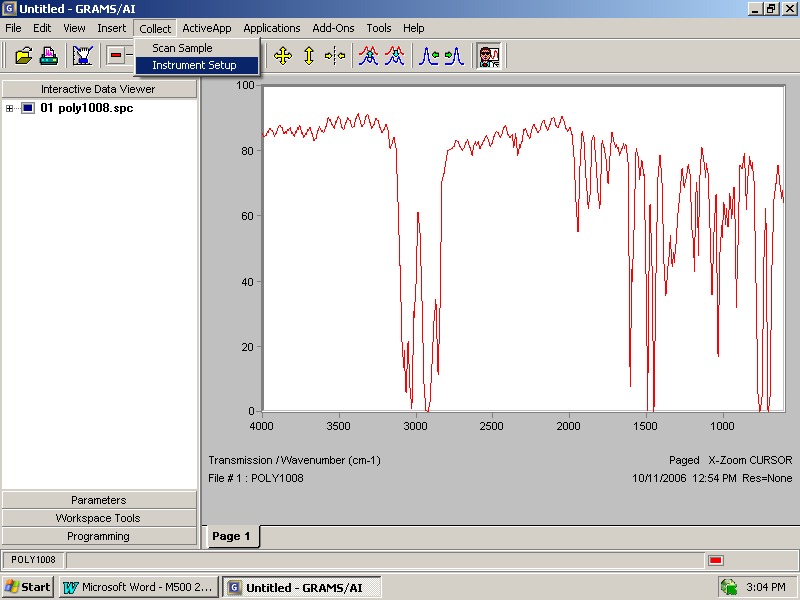 Untitled - GRAMS/AI
File Edit View Insert Collect ActiveApp Applications Add-Ons Tools Help
Scan Sample
Instrument Setup
Interactive Data Viewer
01 poly1008.spc
100
80
60
40
20
0
4000 3500 3000 2500 2000 1500 1000
Transmission / Wavenumber (cm-1) Paged X-Zoom CURSOR
File # 1 : POLY1008 10/11/2006 12:54 PM Res=None
Parameters
Workspace Tools
Programming
Page 1
POLY1008
Start Microsoft Word - M500 2... Untitled - GRAMS/AI 3:04 PM